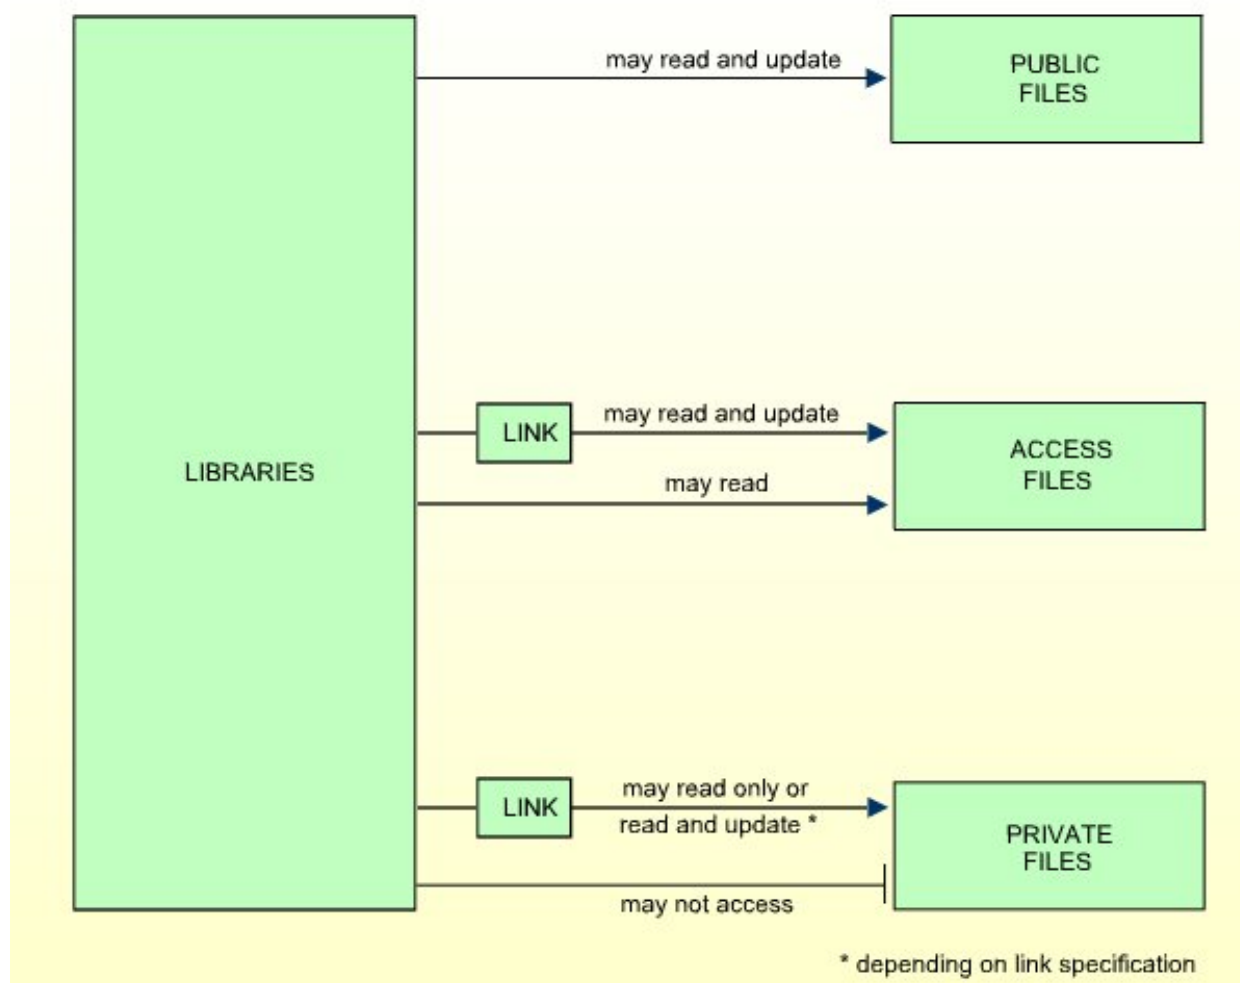 may read and update
PUBLIC
FILES
LIBRARIES
LINK
may read and update
ACCESS
FILES
may read
LINK
may read only or
read and update *
PRIVATE
FILES
may not access
* depending on link specification